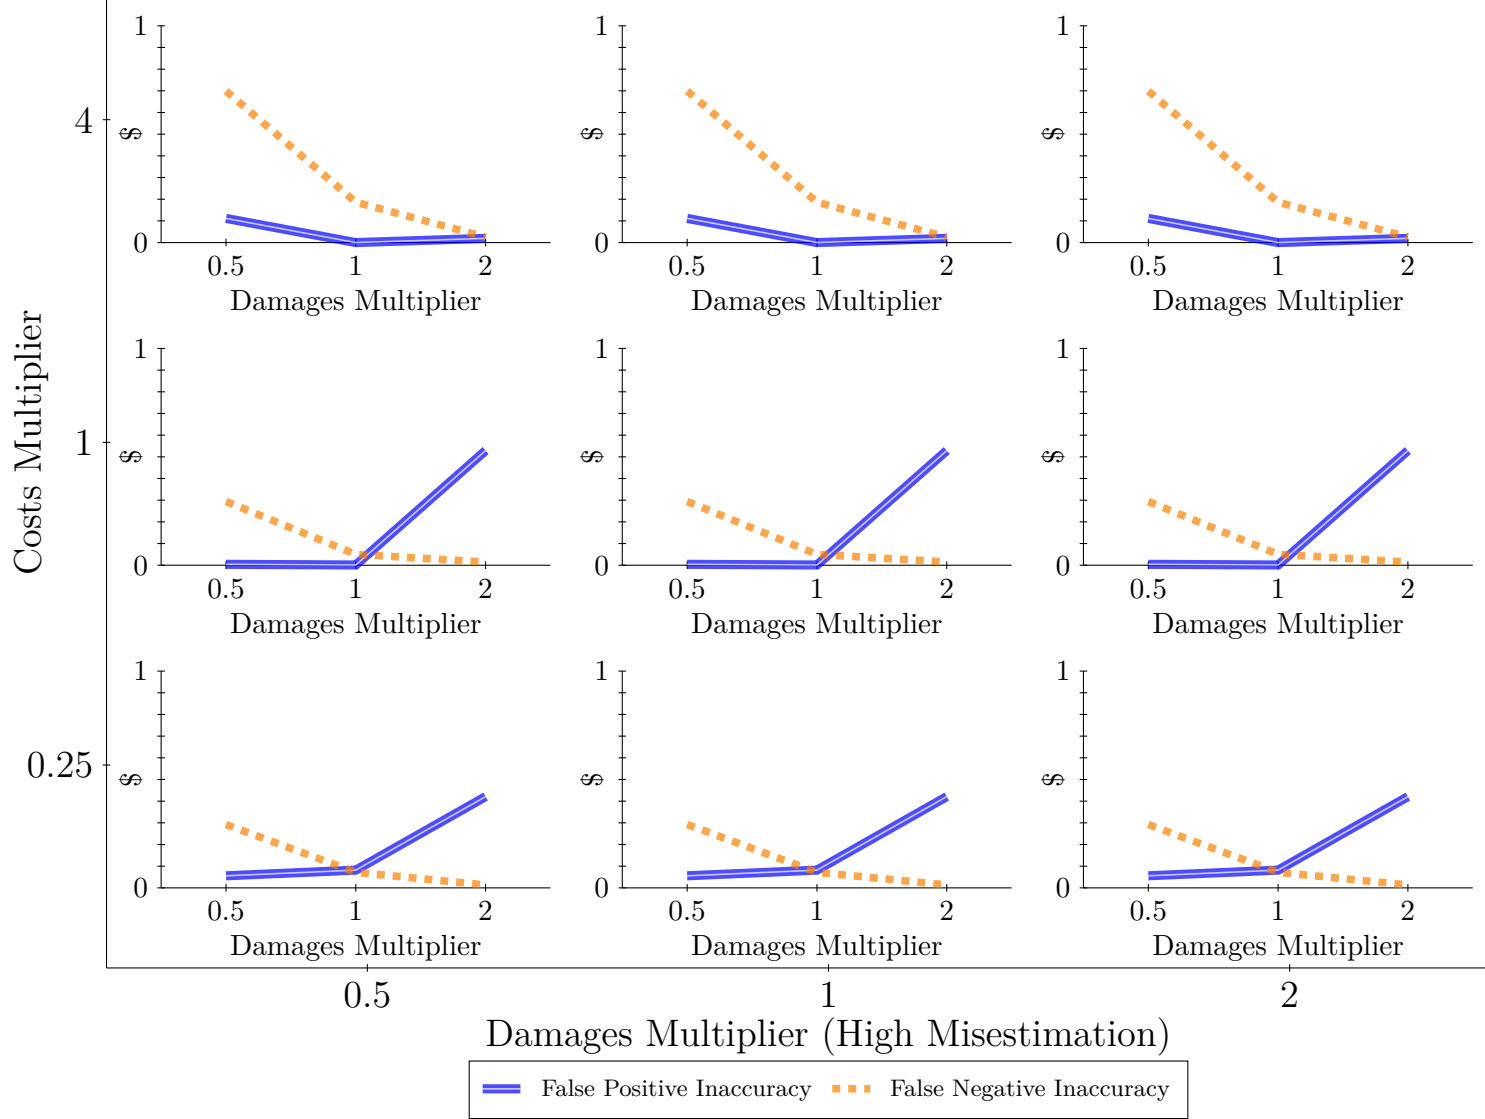 1 1 1
4 $ $ $
0 0 0
0.5 1 2 0.5 1 2 0.5 1 2
Damages Multiplier Damages Multiplier Damages Multiplier
Costs Multiplier
1 1 1
1 $ $ $
0 0 0
0.5 1 2 0.5 1 2 0.5 1 2
Damages Multiplier Damages Multiplier Damages Multiplier
1 1 1
0.25 $ $ $
0 0 0
0.5 1 2 0.5 1 2 0.5 1 2
Damages Multiplier Damages Multiplier Damages Multiplier
0.5 1 2
Damages Multiplier (High Misestimation)
False Positive Inaccuracy False Negative Inaccuracy